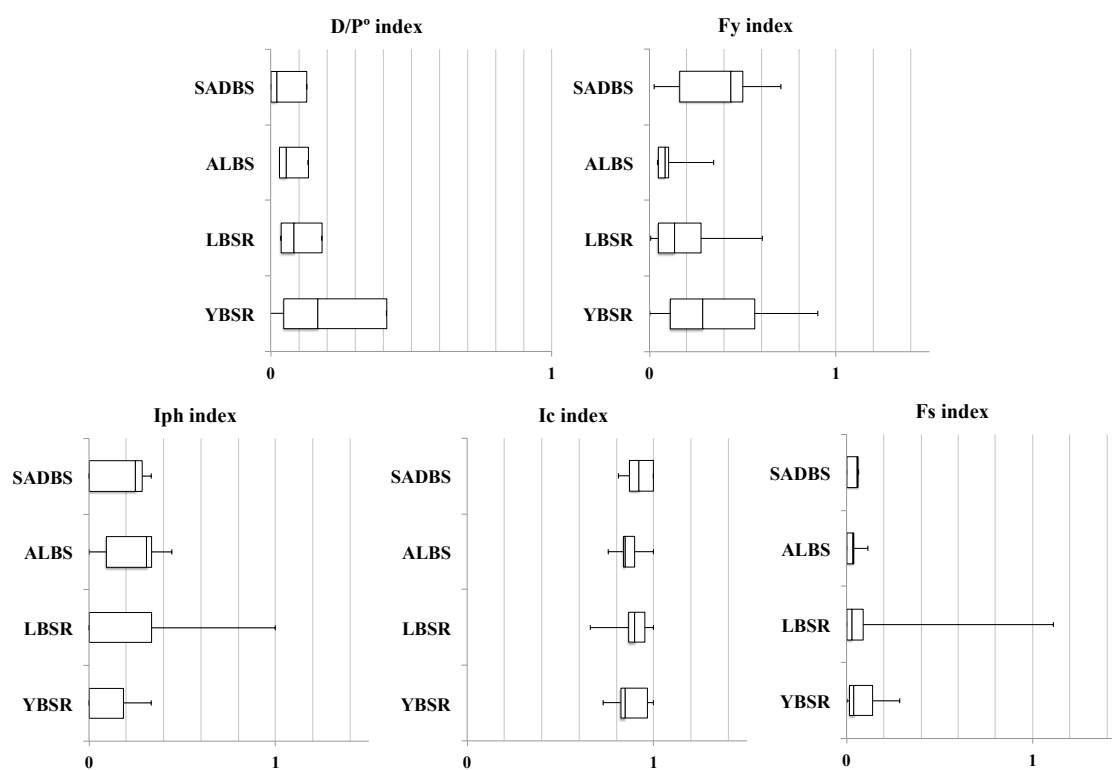 D/Pº index
SADBS
ALBS
LBSR
YBSR
0 1
Fy index
SADBS
ALBS
LBSR
YBSR
0 1
Iph index
SADBS
ALBS
LBSR
YBSR
0 1
Ic index
SADBS
ALBS
LBSR
YBSR
0 1
Fs index
SADBS
ALBS
LBSR
YBSR
0 1